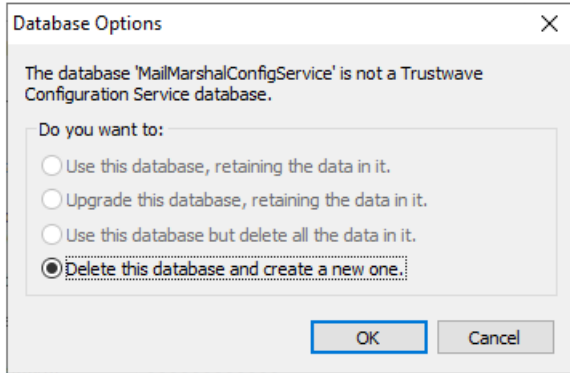 Database Options
The database 'MailMarshalConfigService' is not a Trustwave
Configuration Service database.
Do you want to:
Use this database, retaining the data in it.
Upgrade this database, retaining the data in it.
Use this database but delete all the data in it.
Delete this database and create a new one.
OK Cancel